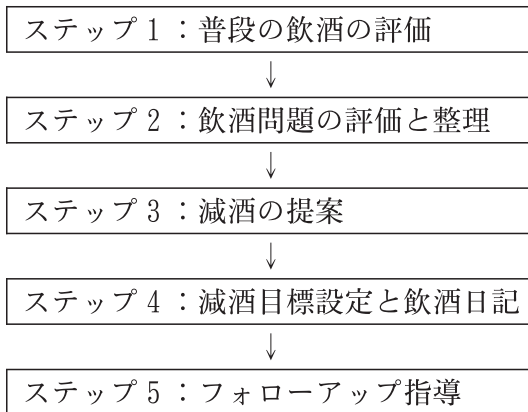 ステップ 1：普段の飲酒の評価
↓
ステップ 2：飲酒問題の評価と整理
↓
ステップ 3：減酒の提案
↓
ステップ 4：減酒目標設定と飲酒日記
↓
ステップ 5：フォローアップ指導